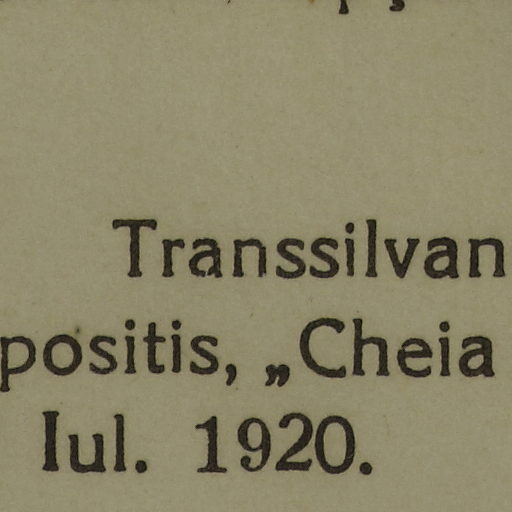 Transsilvan
positis, „Cheia
Iul. 1920.